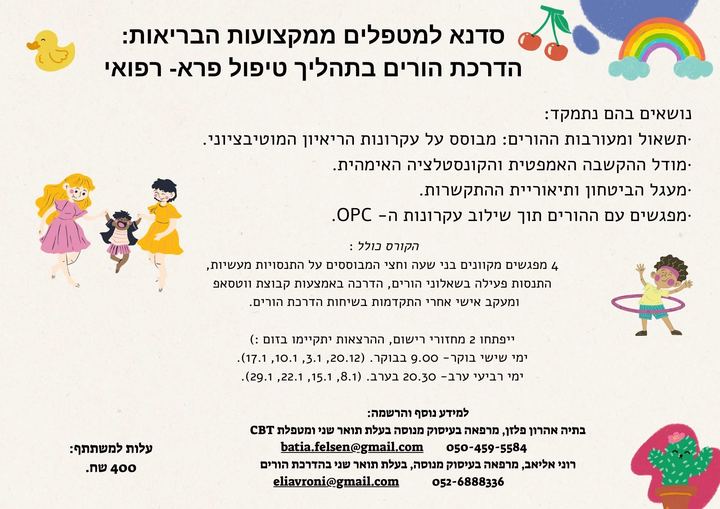 סדנא למטפלים ממקצועות הבריאות:
הדרכת הורים בתהליך טיפול פרא- רפואי
נושאים בהם נתמקד:
·תשאול ומעורבות ההורים: מבוסס על עקרונות הריאיון המוטיבציוני.
·מודל ההקשבה האמפטית והקונסטלציה האימהית.
·מעגל הביטחון ותיאוריית ההתקשרות.
·מפגשים עם ההורים תוך שילוב עקרונות ה- OPC.
הקורס כולל :
4 מפגשים מקוונים בני שעה וחצי המבוססים על התנסויות מעשיות,
התנסות פעילה בשאלוני הורים, הדרכה באמצעות קבוצת ווטסאפ
ומעקב אישי אחרי התקדמות בשיחות הדרכת הורים.
ייפתחו 2 מחזורי רישום, ההרצאות יתקיימו בזום :)
ימי שישי בוקר- 9.00 בבוקר. (20.12, 3.1, 10.1, 17.1).
ימי רביעי ערב- 20.30 בערב. (8.1, 15.1, 22.1, 29.1).
למידע נוסף והרשמה:
בתיה אהרון פלזן, מרפאה בעיסוק מנוסה בעלת תואר שני ומטפלת CBT
050-459-5584 batia.felsen@gmail.com
רוני אליאב, מרפאה בעיסוק מנוסה, בעלת תואר שני בהדרכת הורים
052-6888336 eliavroni@gmail.com
עלות למשתתף:
400 שח.